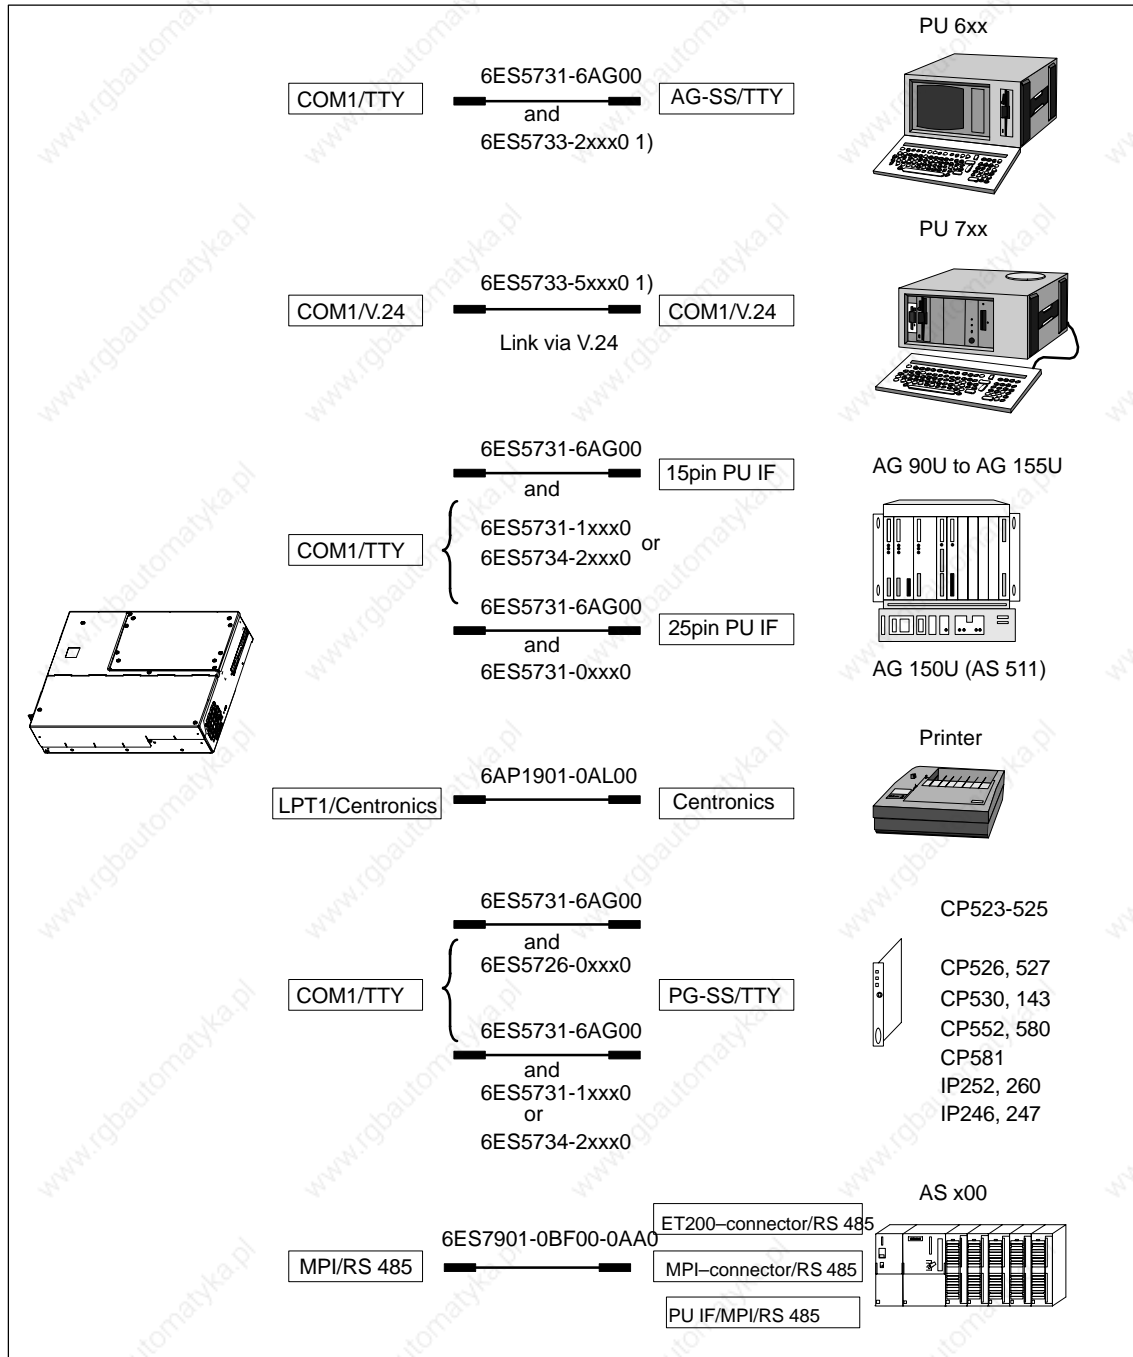 PU 6xx
6ES5731-6AG00
COM1/TTY
AG-SS/TTY
and
6ES5733-2xxx0 1)
PU 7xx
6ES5733-5xxx0 1)
COM1/V.24
COM1/V.24
Link via V.24
6ES5731-6AG00
15pin PU IF
AG 90U to AG 155U
and
6ES5731-1xxx0
or
COM1/TTY
6ES5734-2xxx0
6ES5731-6AG00
25pin PU IF
and
6ES5731-0xxx0
AG 150U (AS 511)
Printer
6AP1901-0AL00
LPT1/Centronics
Centronics
6ES5731-6AG00
CP523-525
and
6ES5726-0xxx0
CP526, 527
COM1/TTY
PG-SS/TTY
CP530, 143
6ES5731-6AG00
CP552, 580
and
CP581
6ES5731-1xxx0
IP252, 260
or
IP246, 247
6ES5734-2xxx0
AS x00
ET200–connector/RS 485
6ES7901-0BF00-0AA0
MPI/RS 485
MPI–connector/RS 485
PU IF/MPI/RS 485
www.rgbautomatyka.pl